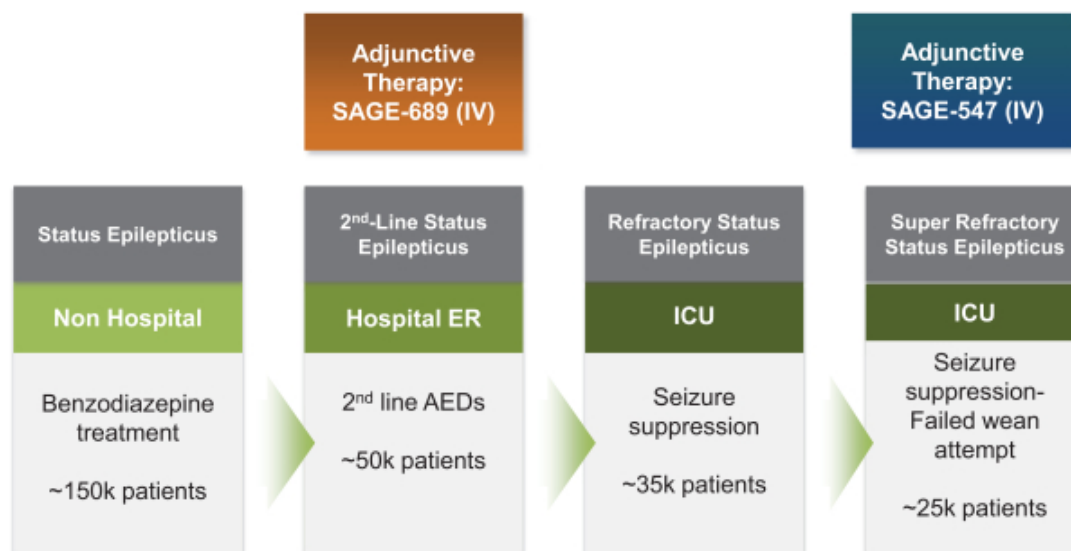 Adjunctive
Therapy:
SAGE-689 (IV)
Adjunctive
Therapy:
SAGE-547 (IV)
Status Epilepticus
Non Hospital
Benzodiazepine
treatment
~150k patients
2nd-Line Status
Epilepticus
Hospital ER
2nd line AEDs
~50k patients
Refractory Status
Epilepticus
ICU
Seizure
suppression
~35k patients
Super Refractory
Status Epilepticus
ICU
Seizure
suppression-
Failed wean
attempt
~25k patients